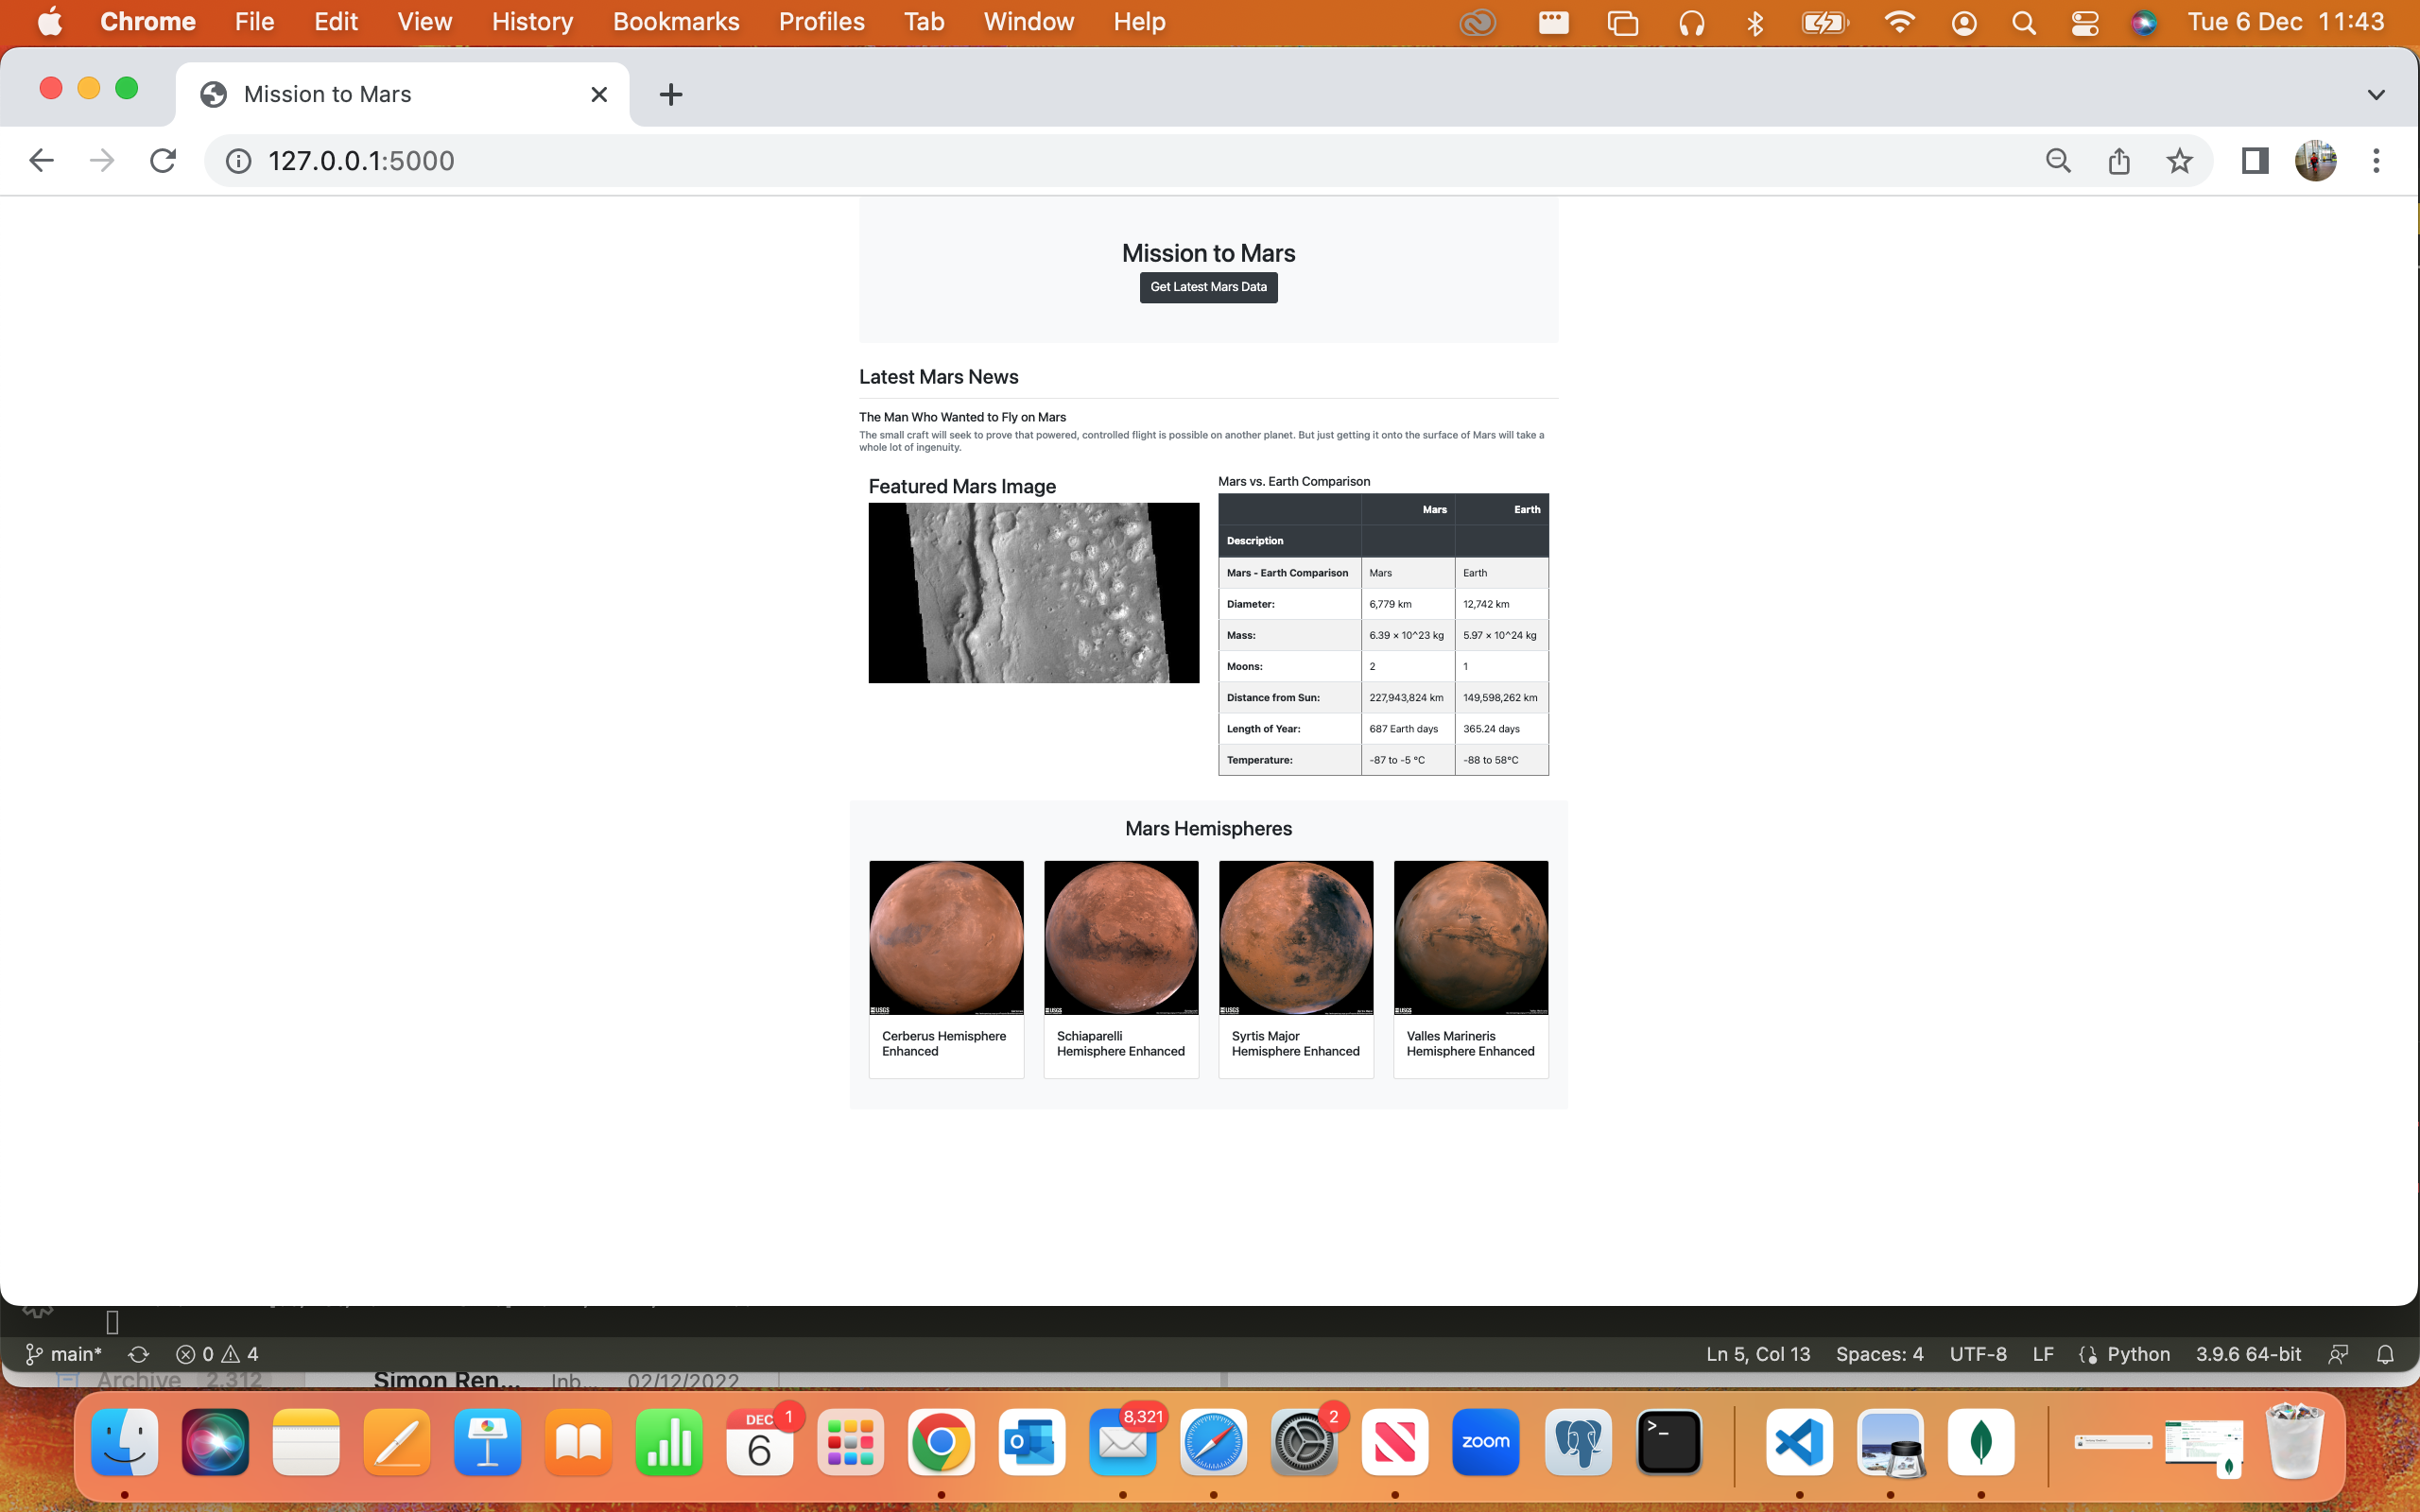 Chrome File Edit View History Bookmarks Profiles Tab Window Help Tue 6 Dec 11:43
Mission to Mars
127.0.0.1:5000
Mission to Mars
Get Latest Mars Data
Latest Mars News
The Man Who Wanted to Fly on Mars
The small craft will seek to prove that powered, controlled flight is possible on another planet. But just getting it onto the surface of Mars will take a
whole lot of ingenuity.
Featured Mars Image
Mars vs. Earth Comparison
Mars Earth
Description
Mars - Earth Comparison Mars Earth
Diameter: 6,779 km 12,742 km
Mass: 6.39 × 10^23 kg 5.97 × 10^24 kg
Moons: 2 1
Distance from Sun: 227,943,824 km 149,598,262 km
Length of Year: 687 Earth days 365.24 days
Temperature: -87 to -5 °C -88 to 58°C
Mars Hemispheres
USGS USGS USGS USGS
Cerberus Hemisphere
Enhanced
Schiaparelli
Hemisphere Enhanced
Syrtis Major
Hemisphere Enhanced
Valles Marineris
Hemisphere Enhanced
main* 0 4 Ln 5, Col 13 Spaces: 4 UTF-8 LF Python 3.9.6 64-bit
Archive 2,312 Simon Ren... Inb... 02/12/2022
DEC 1 8,321 2
6 zoom